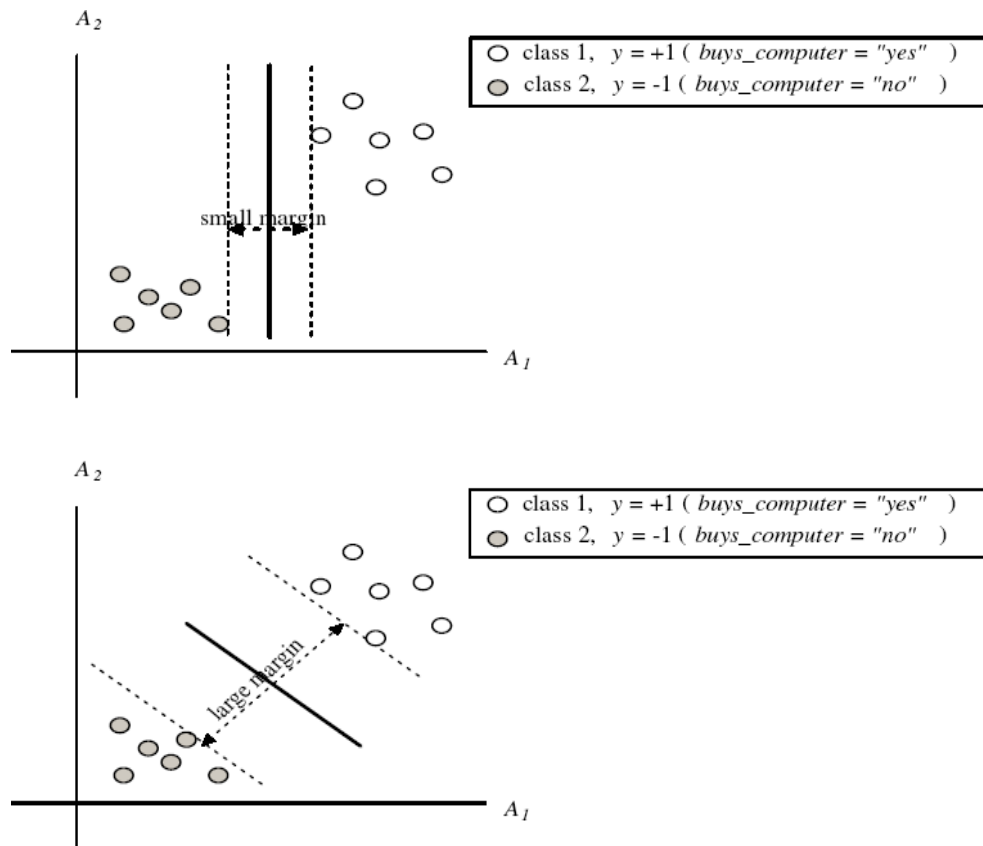 A2
class 1, y = +1 ( buys_computer = "yes" )
class 2, y = -1 ( buys_computer = "no" )
small margin
A1
A2
class 1, y = +1 ( buys_computer = "yes" )
class 2, y = -1 ( buys_computer = "no" )
large margin
A1